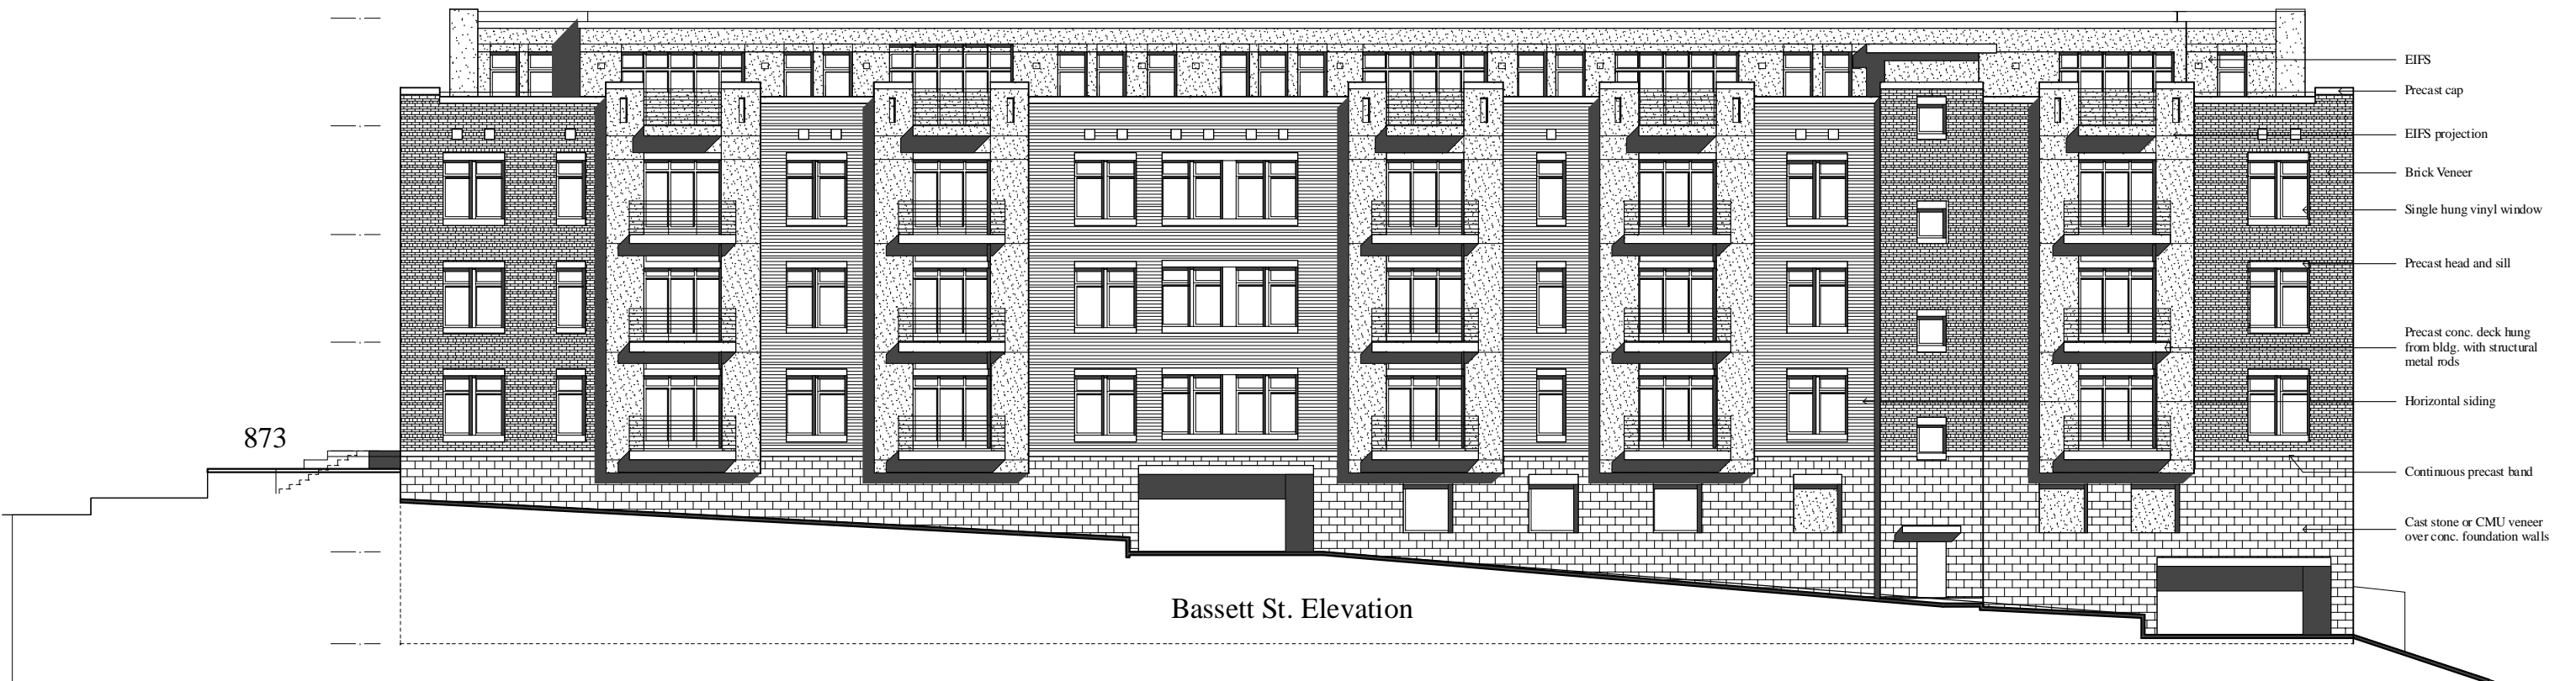 EIFS
Precast cap
EIFS projection
Brick Veneer
Single hung vinyl window
Precast head and sill
Precast conc. deck hung
from bldg. with structural
metal rods
Horizontal siding
873
Continuous precast band
Cast stone or CMU veneer
over conc. foundation walls
Bassett St. Elevation